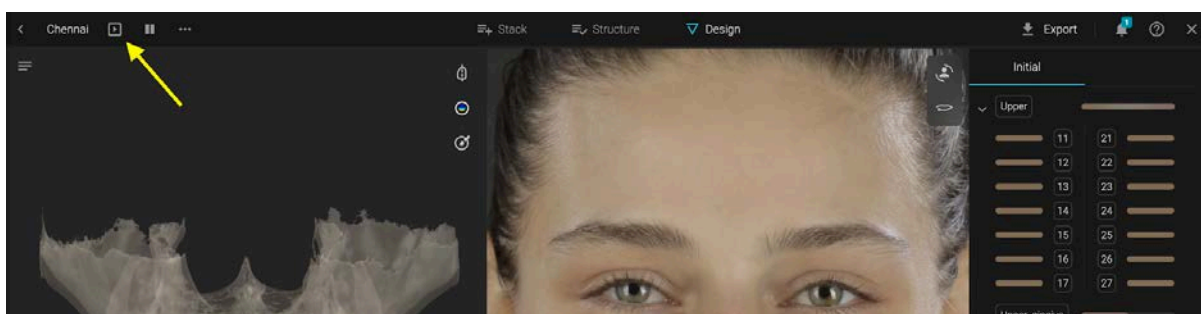 Chennai
Stack
Structure
Design
Export
Initial
Upper
11 21
12 22
13 23
14 24
15 25
16 26
17 27